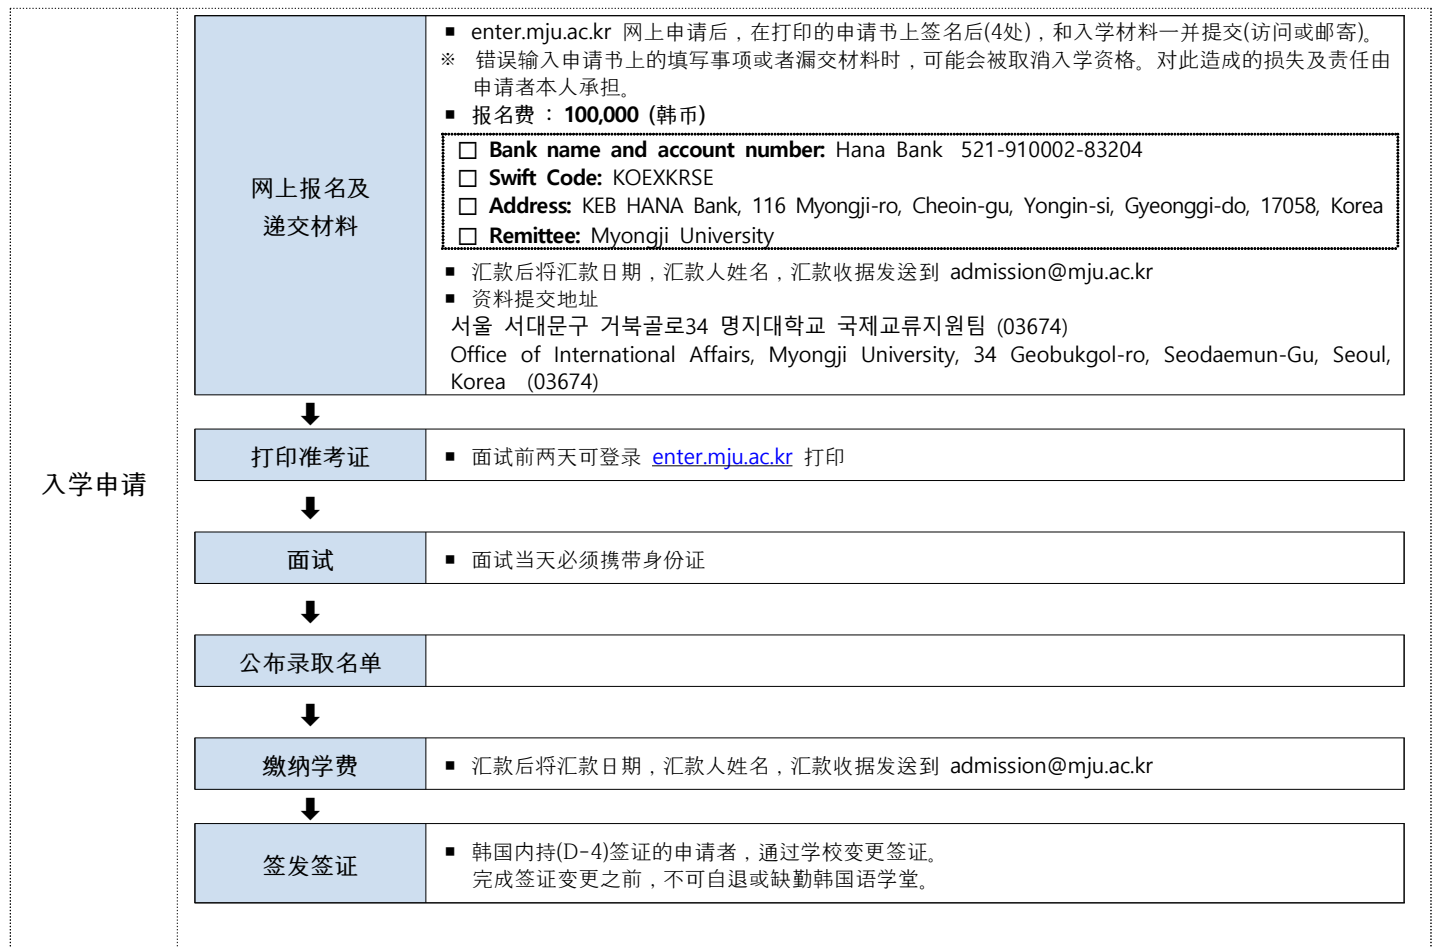 入学申请
网上报名及
递交材料
▪ enter.mju.ac.kr 网上申请后，在打印的申请书上签名后(4处)，和入学材料一并提交(访问或邮寄)。
※ 错误输入申请书上的填写事项或者漏交材料时，可能会被取消入学资格。对此造成的损失及责任由
申请者本人承担。
▪ 报名费 : 100,000 (韩币)
□ Bank name and account number: Hana Bank 521-910002-83204
□ Swift Code: KOEXKRSE
□ Address: KEB HANA Bank, 116 Myongji-ro, Cheoin-gu, Yongin-si, Gyeonggi-do, 17058, Korea
□ Remittee: Myongji University
▪ 汇款后将汇款日期，汇款人姓名，汇款收据发送到 admission@mju.ac.kr
▪ 资料提交地址
서울 서대문구 거북골로34 명지대학교 국제교류지원팀 (03674)
Office of International Affairs, Myongji University, 34 Geobukgol-ro, Seodaemun-Gu, Seoul,
Korea (03674)
打印准考证
▪ 面试前两天可登录 enter.mju.ac.kr 打印
面试
▪ 面试当天必须携带身份证
公布录取名单
缴纳学费
▪ 汇款后将汇款日期，汇款人姓名，汇款收据发送到 admission@mju.ac.kr
签发签证
▪ 韩国内持(D-4)签证的申请者，通过学校变更签证。
完成签证变更之前，不可自退或缺勤韩国语学堂。